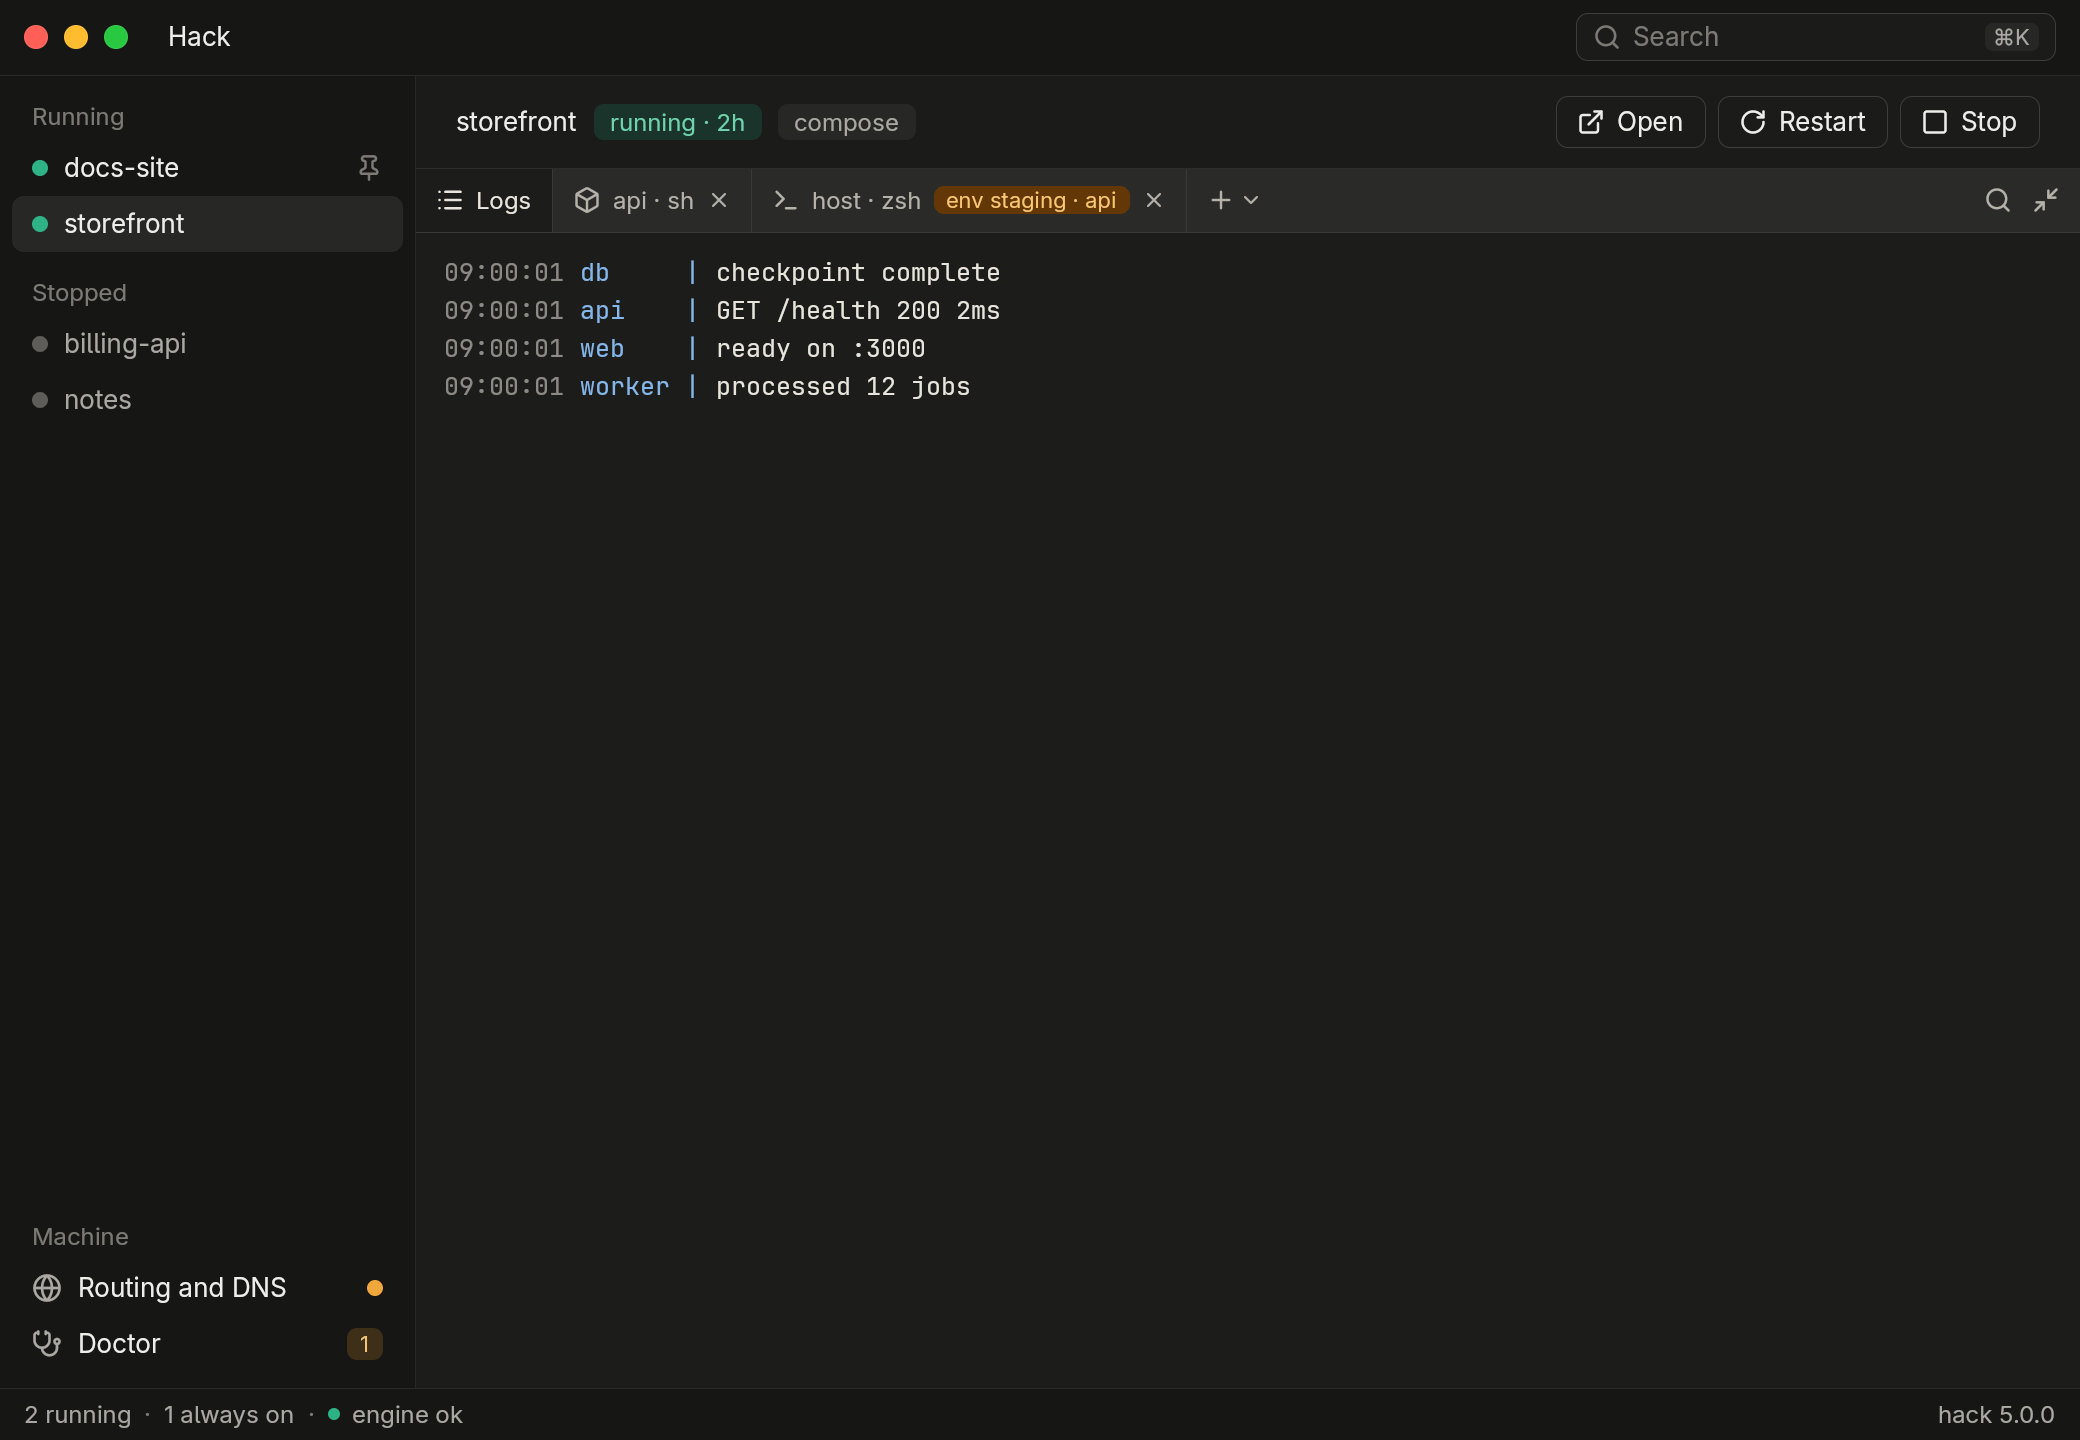 Hack
Search ⌘K
Running
docs-site
storefront
Stopped
billing-api
notes
Machine
Routing and DNS
Doctor 1
storefront running · 2h compose
Open Restart Stop
Logs api · sh host · zsh env staging · api
09:00:01 db | checkpoint complete
09:00:01 api | GET /health 200 2ms
09:00:01 web | ready on :3000
09:00:01 worker | processed 12 jobs
2 running · 1 always on · engine ok
hack 5.0.0